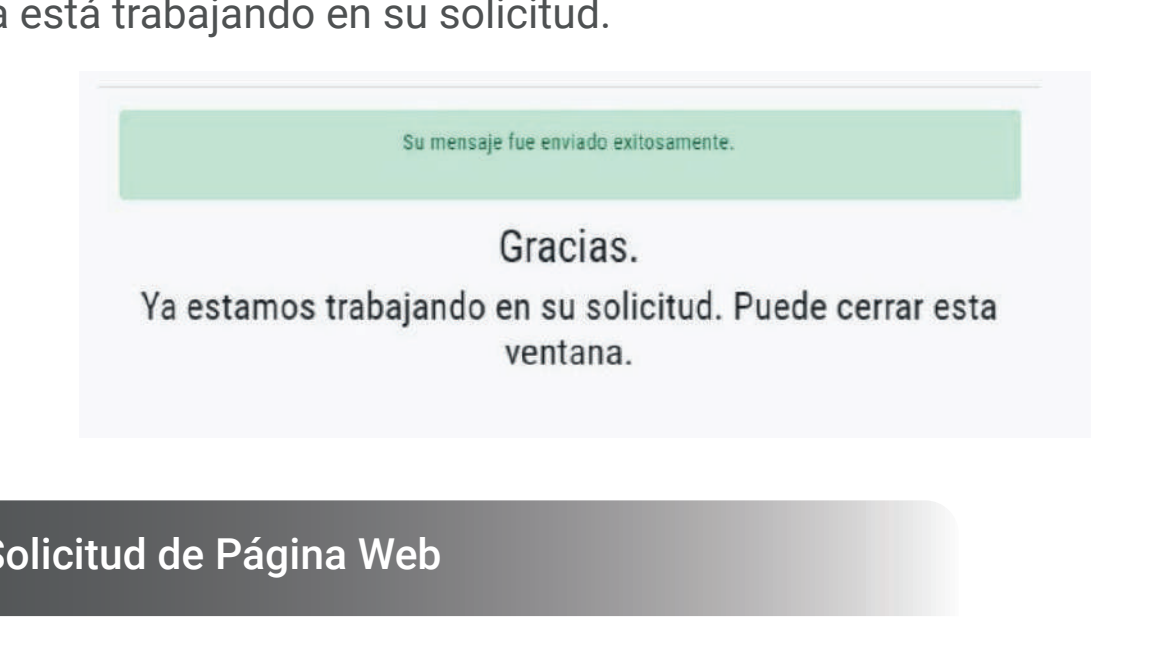 está trabajando en su solicitud.
Su mensaje fue enviado exitosamente.
Gracias.
Ya estamos trabajando en su solicitud. Puede cerrar esta
ventana.
Solicitud de Página Web